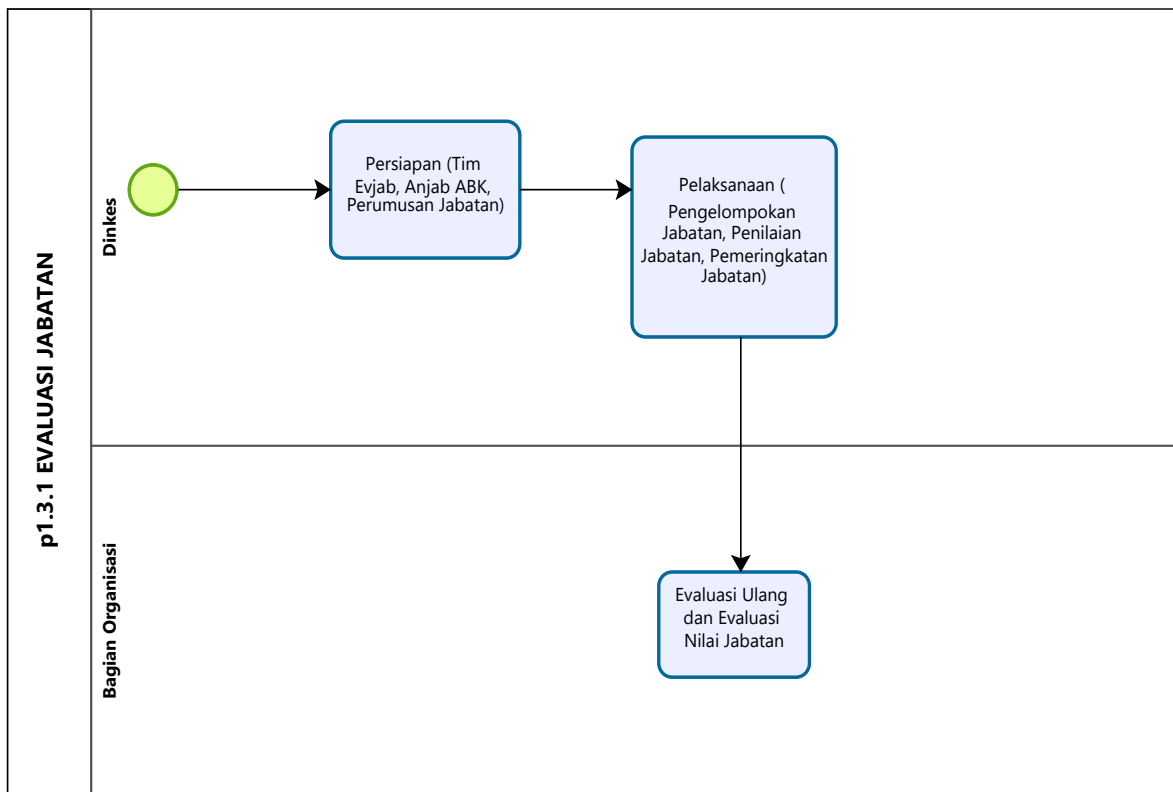 p1.3.1 EVALUASI JABATAN
Dinkes
Persiapan (Tim
Evjab, Anjab ABK,
Perumusan Jabatan)
Pelaksanaan (
Pengelompokan
Jabatan, Penilaian
Jabatan, Pemeringkatan
Jabatan)
Bagian Organisasi
Evaluasi Ulang
dan Evaluasi
Nilai Jabatan